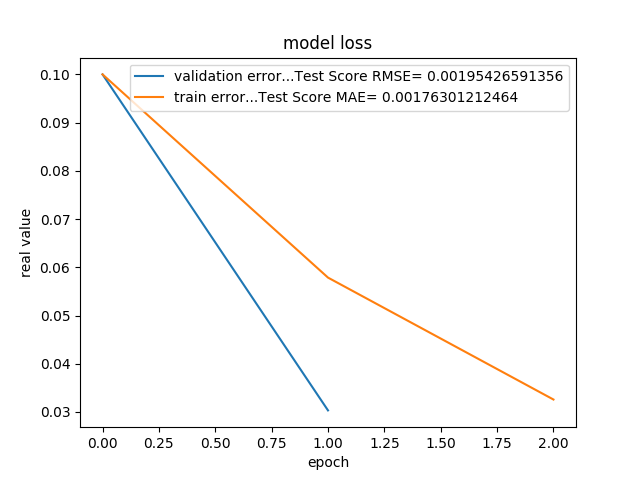 model loss
validation error...Test Score RMSE= 0.00195426591356
train error...Test Score MAE= 0.00176301212464
0.10
0.09
0.08
0.07
0.06
0.05
0.04
0.03
real value
0.00 0.25 0.50 0.75 1.00 1.25 1.50 1.75 2.00
epoch